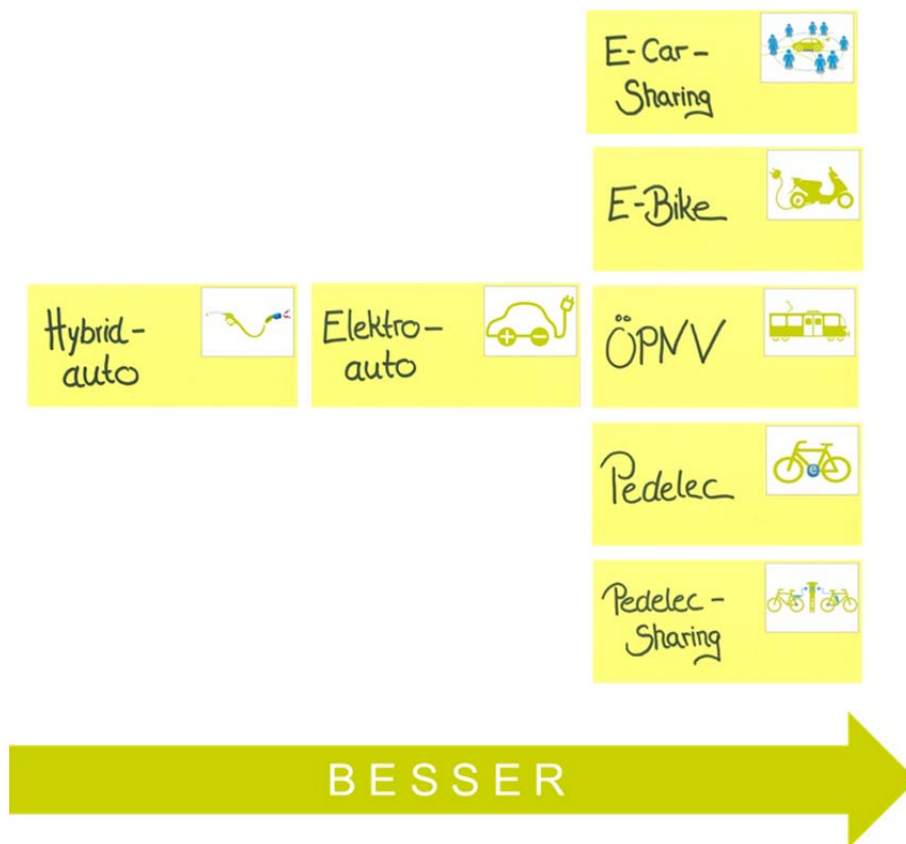 E-Car-
Sharing
E-Bike
Hybrid-
auto
Elektro-
auto
ÖPNV
Pedelec
Pedelec-
Sharing
BESSER